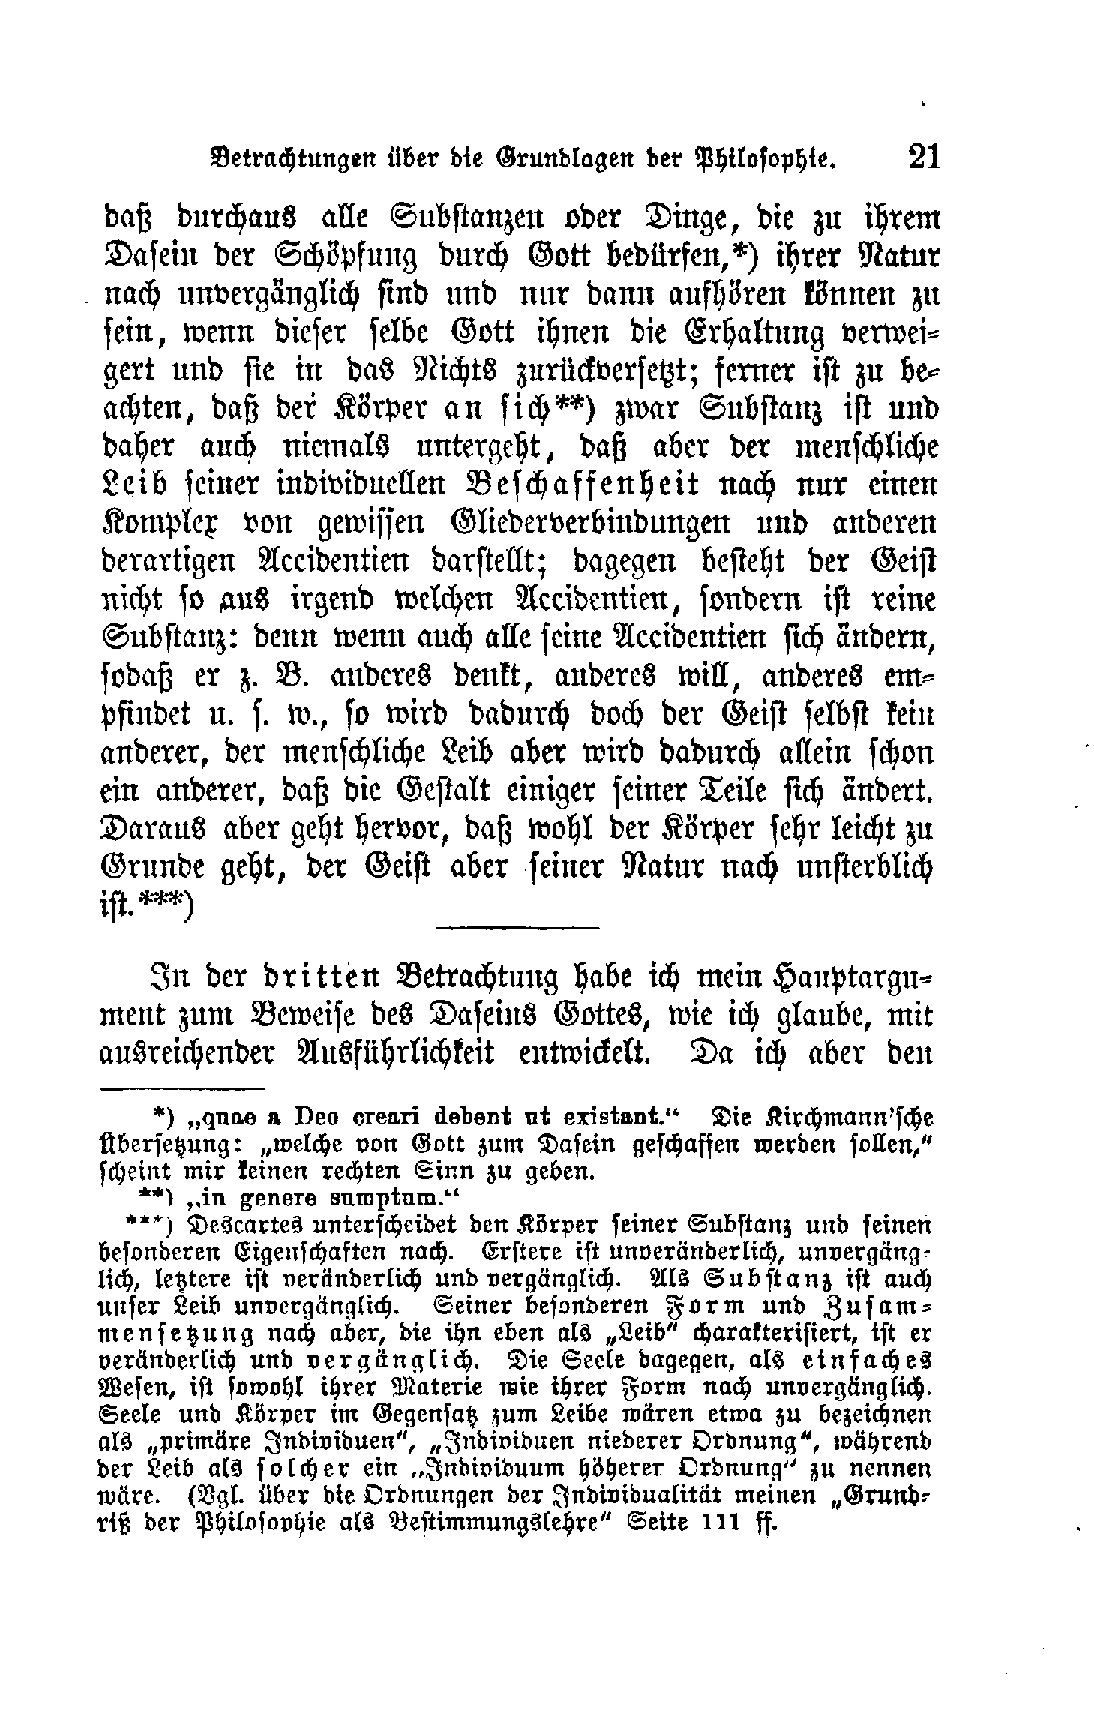 Betrachtungen über die Grundlagen der Philosophie. 21
daß durchaus alle Substanzen oder Dinge, die zu ihrem
Dasein der Schöpfung durch Gott bedürfen,*) ihrer Natur
nach unvergänglich sind und nur dann aufhören können zu
sein, wenn dieser selbe Gott ihnen die Erhaltung verwei-
gert und sie in das Nichts zurückversetzt; ferner ist zu be-
achten, daß der Körper an sich**) zwar Substanz ist und
daher auch niemals untergeht, daß aber der menschliche
Leib seiner individuellen Beschaffenheit nach nur einen
Komplex von gewissen Gliederverbindungen und anderen
derartigen Accidentien darstellt; dagegen besteht der Geist
nicht so aus irgend welchen Accidentien, sondern ist reine
Substanz: denn wenn auch alle seine Accidentien sich ändern,
sodaß er z. B. anderes denkt, anderes will, anderes em-
pfindet u. s. w., so wird dadurch doch der Geist selbst kein
anderer, der menschliche Leib aber wird dadurch allein schon
ein anderer, daß die Gestalt einiger seiner Teile sich ändert.
Daraus aber geht hervor, daß wohl der Körper sehr leicht zu
Grunde geht, der Geist aber seiner Natur nach unsterblich
ist.***)
In der dritten Betrachtung habe ich mein Hauptargu-
ment zum Beweise des Daseins Gottes, wie ich glaube, mit
ausreichender Ausführlichkeit entwickelt. Da ich aber den
*) „quae a Deo creari debent ut existant.“ Die Kirchmann'sche
Übersetzung: „welche von Gott zum Dasein geschaffen werden sollen,“
scheint mir keinen rechten Sinn zu geben.
**) „in genere sumptum.“
***) Descartes unterscheidet den Körper seiner Substanz und seinen
besonderen Eigenschaften nach. Erstere ist unveränderlich, unvergäng-
lich, letztere ist veränderlich und vergänglich. Als Substanz ist auch
unser Leib unvergänglich. Seiner besonderen Form und Zusam-
mensetzung nach aber, die ihn eben als „Leib“ charakterisiert, ist er
veränderlich und vergänglich. Die Seele dagegen, als einfaches
Wesen, ist sowohl ihrer Materie wie ihrer Form nach unvergänglich.
Seele und Körper im Gegensatz zum Leibe wären etwa zu bezeichnen
als „primäre Individuen“, „Individuen niederer Ordnung“, während
der Leib als solcher ein „Individuum höherer Ordnung“ zu nennen
wäre. (Vgl. über die Ordnungen der Individualität meinen „Grund-
riß der Philosophie als Bestimmungslehre“ Seite 111 ff.